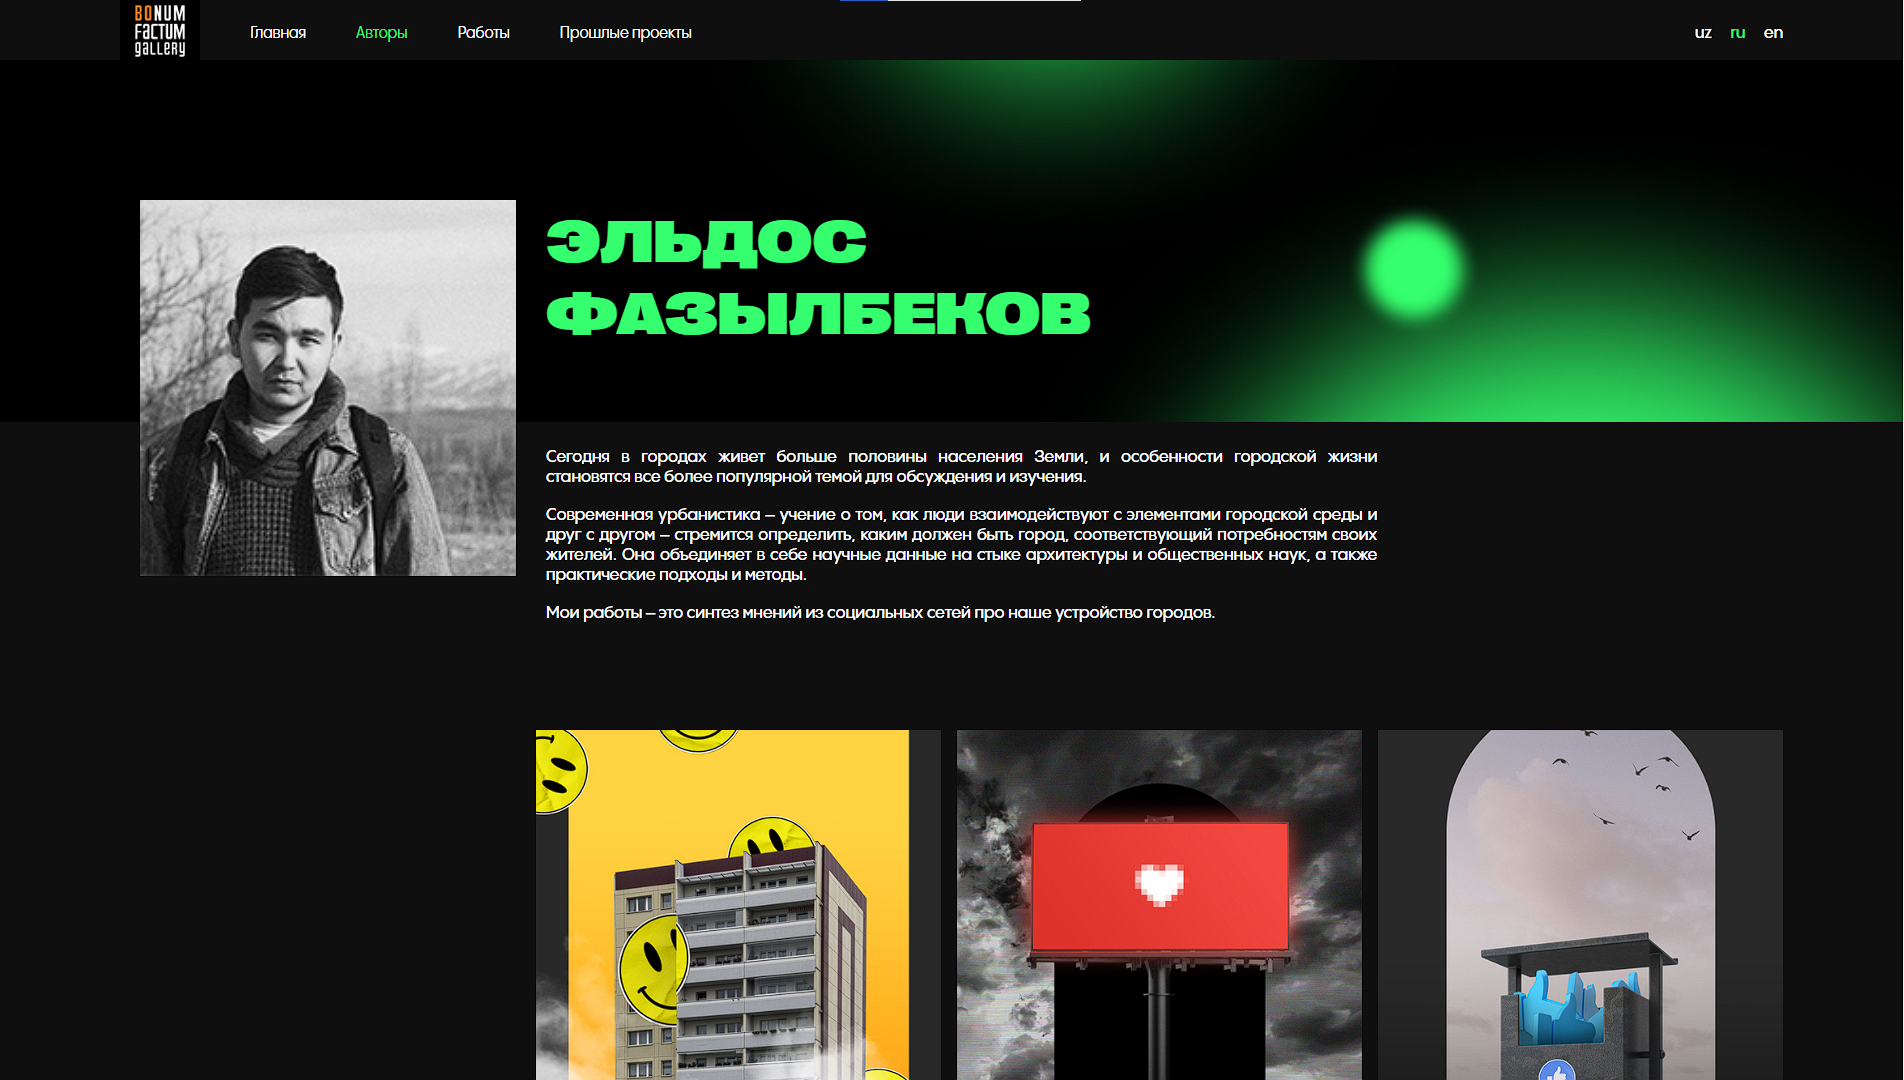 BONUM
FACTUM
gallery
Главная
Авторы
Работы
Прошлые проекты
uz
ru
en
ЭЛЬДОС
ФАЗЫЛБЕКОВ
Сегодня в городах живет больше половины населения Земли, и особенности городской жизни
становятся все более популярной темой для обсуждения и изучения.
Современная урбанистика – учение о том, как люди взаимодействуют с элементами городской среды и
друг с другом – стремится определить, каким должен быть город, соответствующий потребностям своих
жителей. Она объединяет в себе научные данные на стыке архитектуры и общественных наук, а также
практические подходы и методы.
Мои работы – это синтез мнений из социальных сетей про наше устройство городов.